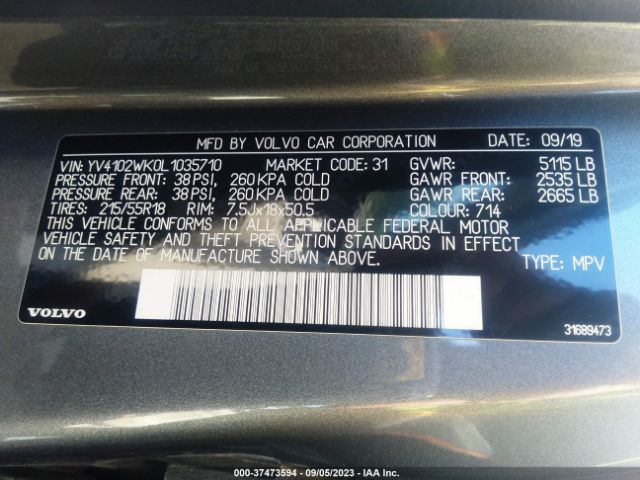 MFD BY VOLVO CAR CORPORATION DATE: 09/19
VIN: YV4102WK0L1035710 MARKET CODE: 31 GVWR: 5115 LB
PRESSURE FRONT: 38 PSI, 260 KPA COLD GAWR FRONT: 2535 LB
PRESSURE REAR: 38 PSI, 260 KPA COLD GAWR REAR: 2665 LB
TIRES: 215/55R18 RIM: 7.5Jx18x50.5 COLOUR: 714
THIS VEHICLE CONFORMS TO ALL APPLICABLE FEDERAL MOTOR
VEHICLE SAFETY AND THEFT PREVENTION STANDARDS IN EFFECT
ON THE DATE OF MANUFACTURE SHOWN ABOVE.
TYPE: MPV
VOLVO
31689473
000-37473594 - 09/05/2023 - IAA Inc.